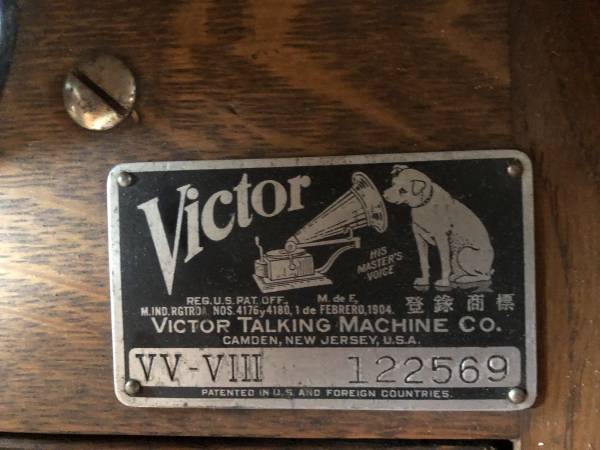 Victor
HIS
MASTER'S
VOICE
REG. U.S. PAT. OFF. M. de F.
M. IND. RGTRDA. NOS. 4176 y 4180, 1 de FEBRERO, 1904. 登錄商標
VICTOR TALKING MACHINE CO.
CAMDEN, NEW JERSEY, U.S.A.
VV-VIII 122569
PATENTED IN U.S. AND FOREIGN COUNTRIES.